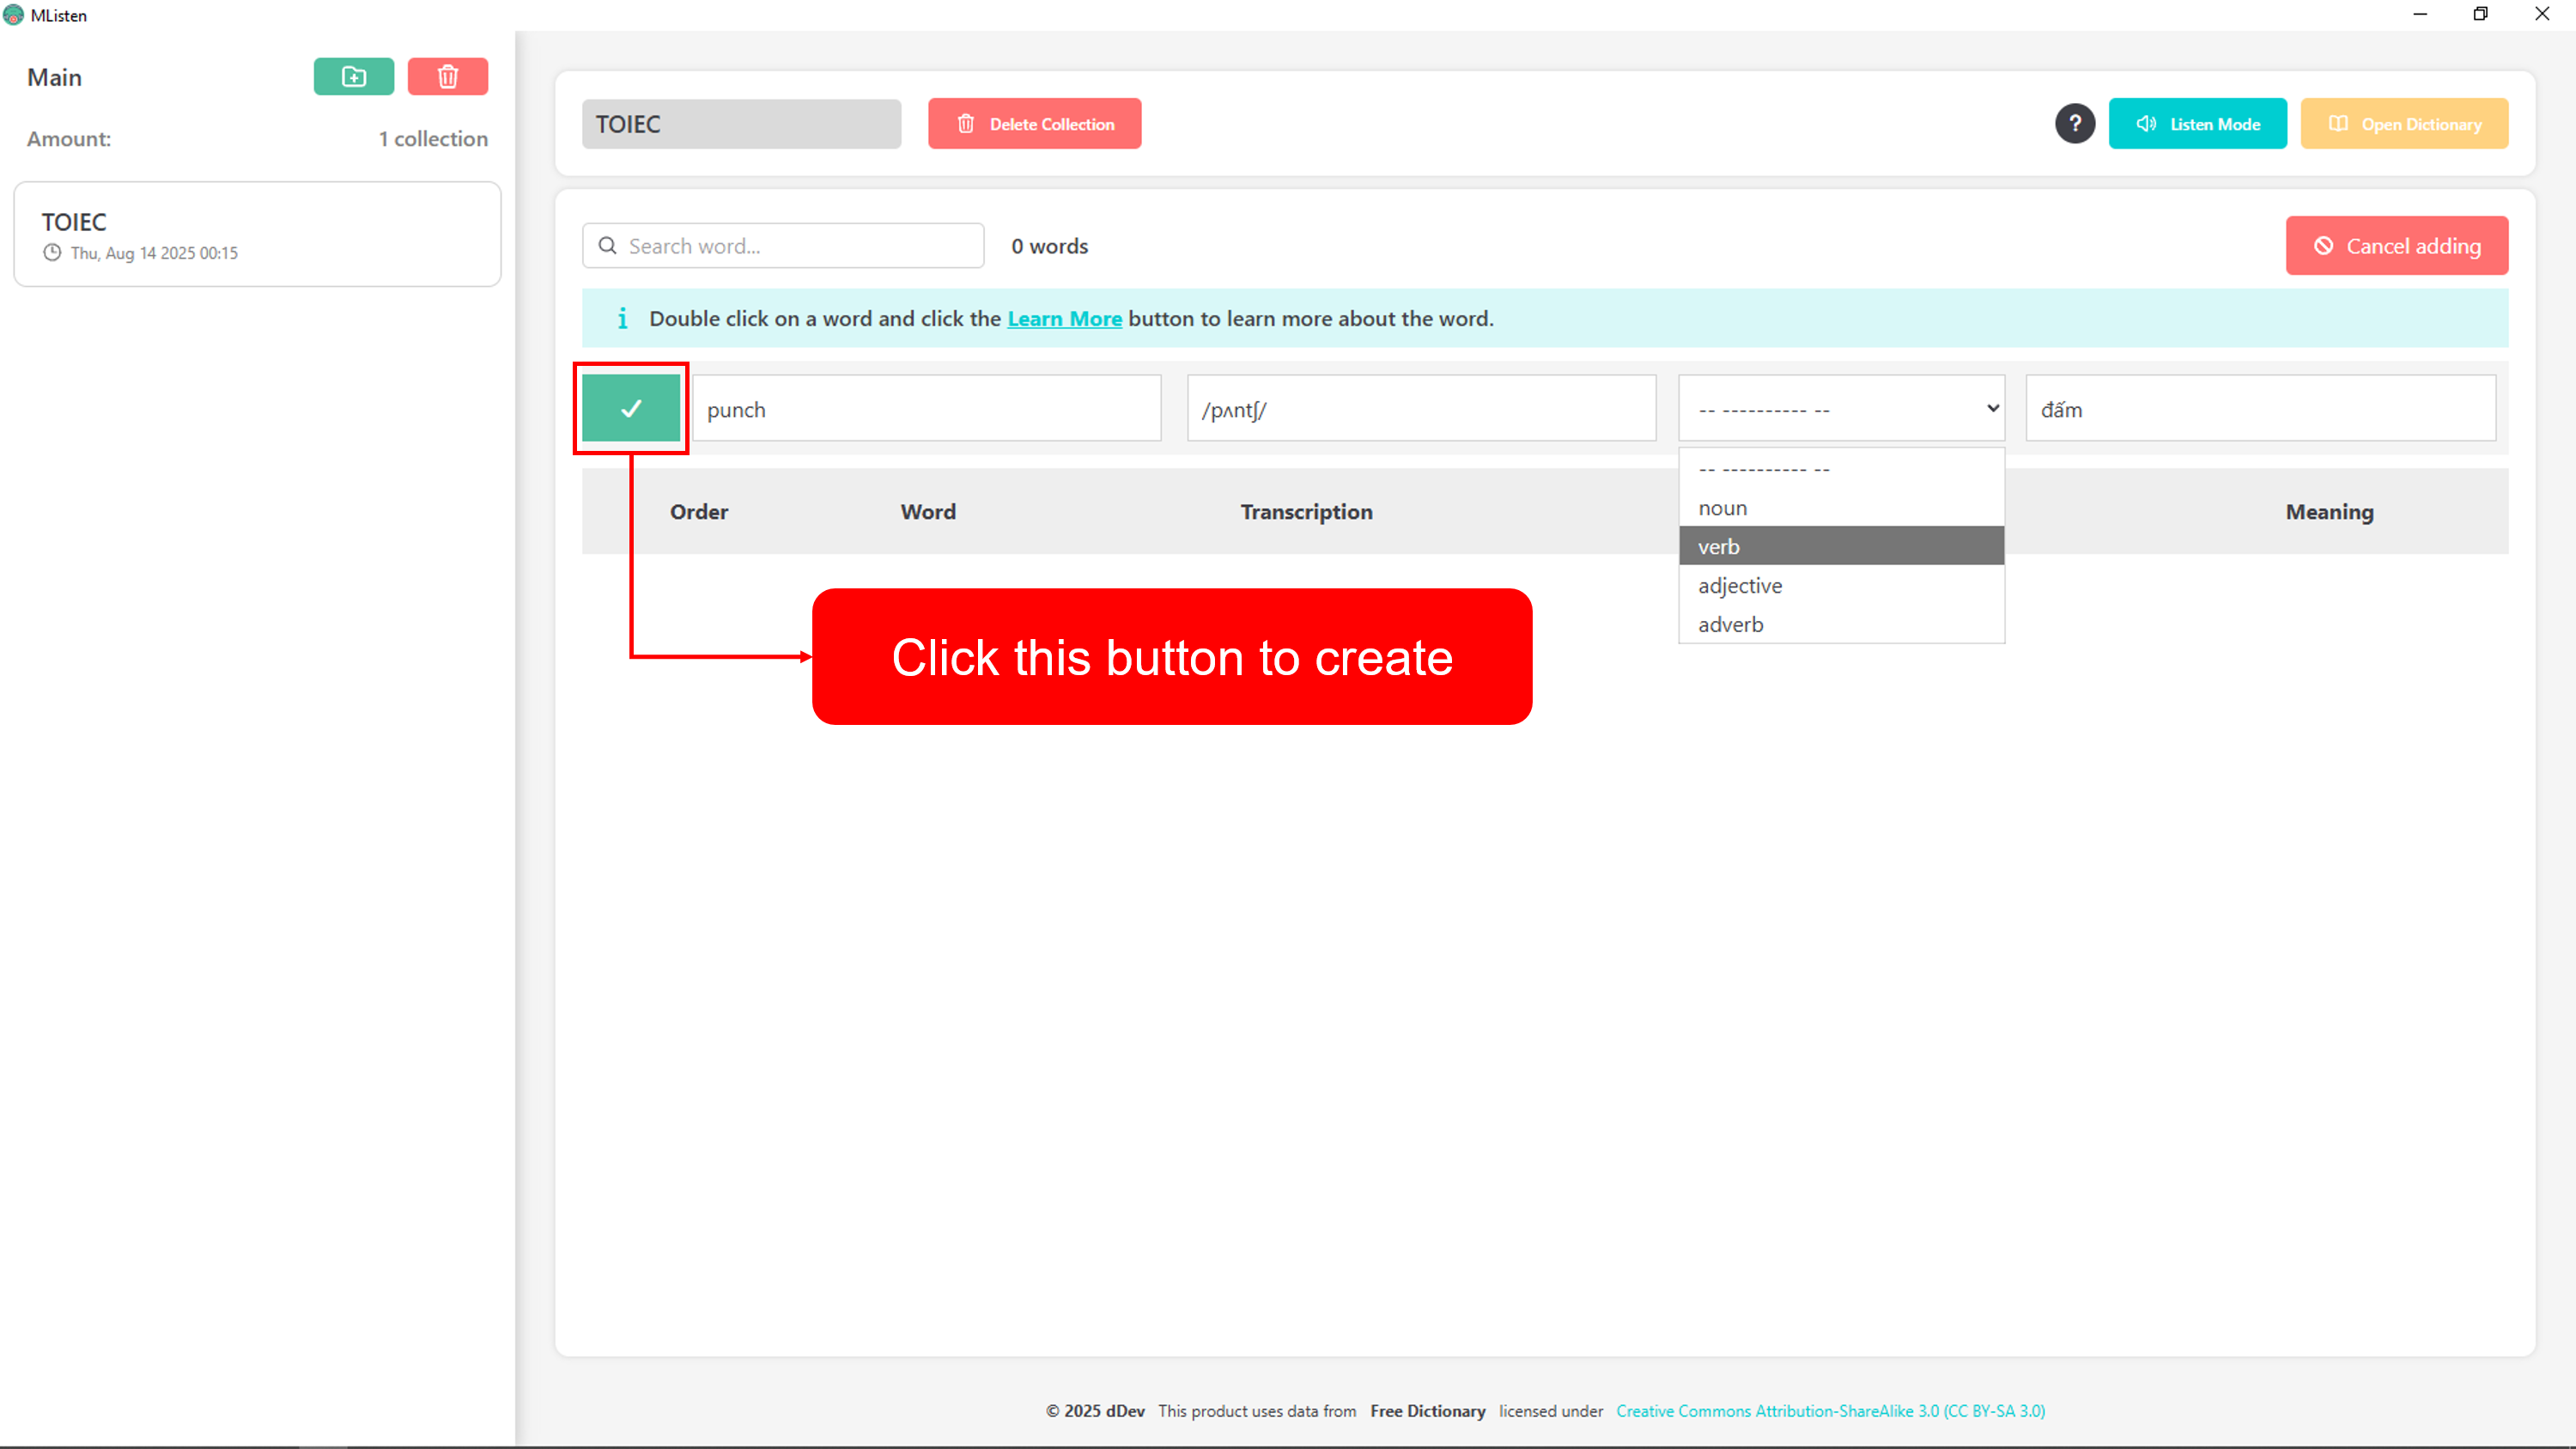 MListen
Main
Amount: 1 collection
TOIEC
Thu, Aug 14 2025 00:15
TOIEC Delete Collection ? Listen Mode Open Dictionary
Search word... 0 words Cancel adding
Double click on a word and click the Learn More button to learn more about the word.
punch /pʌntʃ/ -- ---------- -- đấm
-- ---------- --
noun
verb
adjective
adverb
Order Word Transcription Meaning
Click this button to create
© 2025 dDev This product uses data from Free Dictionary licensed under Creative Commons Attribution-ShareAlike 3.0 (CC BY-SA 3.0)